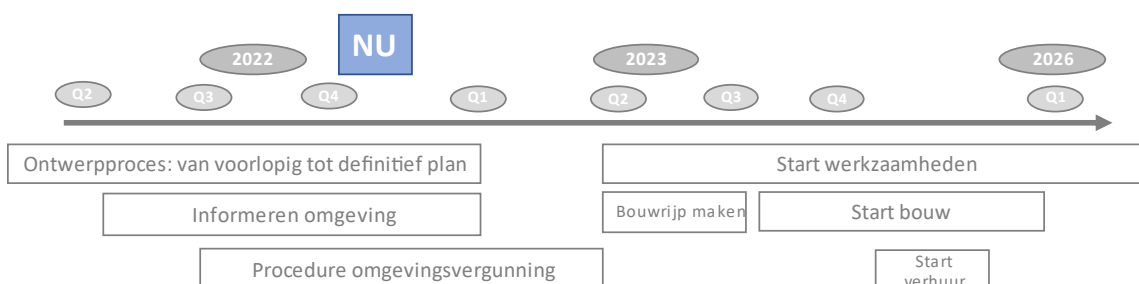 NU
2022
2023
2026
Q2
Q3
Q4
Q1
Q2
Q3
Q4
Q1
Ontwerpproces: van voorlopig tot definitief plan
Start werkzaamheden
Informeren omgeving
Bouwrijp maken
Start bouw
Procedure omgevingsvergunning
Start
verhuur